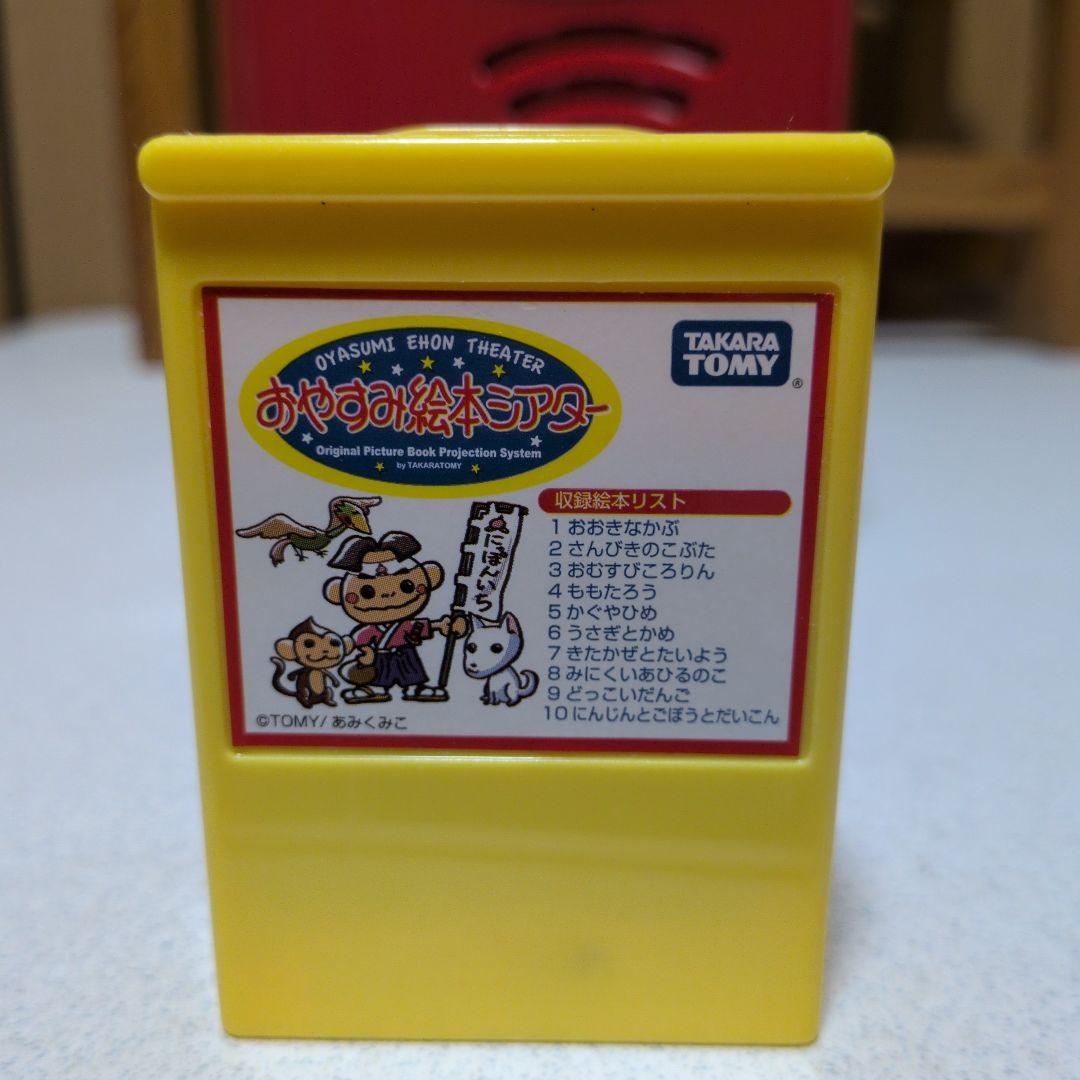 OYASUMI EHON THEATER
おやすみ絵本シアター
Original Picture Book Projection System
by TAKARATOMY
TAKARA
TOMY
®
収録絵本リスト
1 おおきなかぶ
2 さんびきのこぶた
3 おむすびころりん
4 ももたろう
5 かぐやひめ
6 うさぎとかめ
7 きたかぜとたいよう
8 みにくいあひるのこ
9 どっこいだんご
10 にんじんとごぼうとだいこん
にっぽんいち
©TOMY/あみくみこ